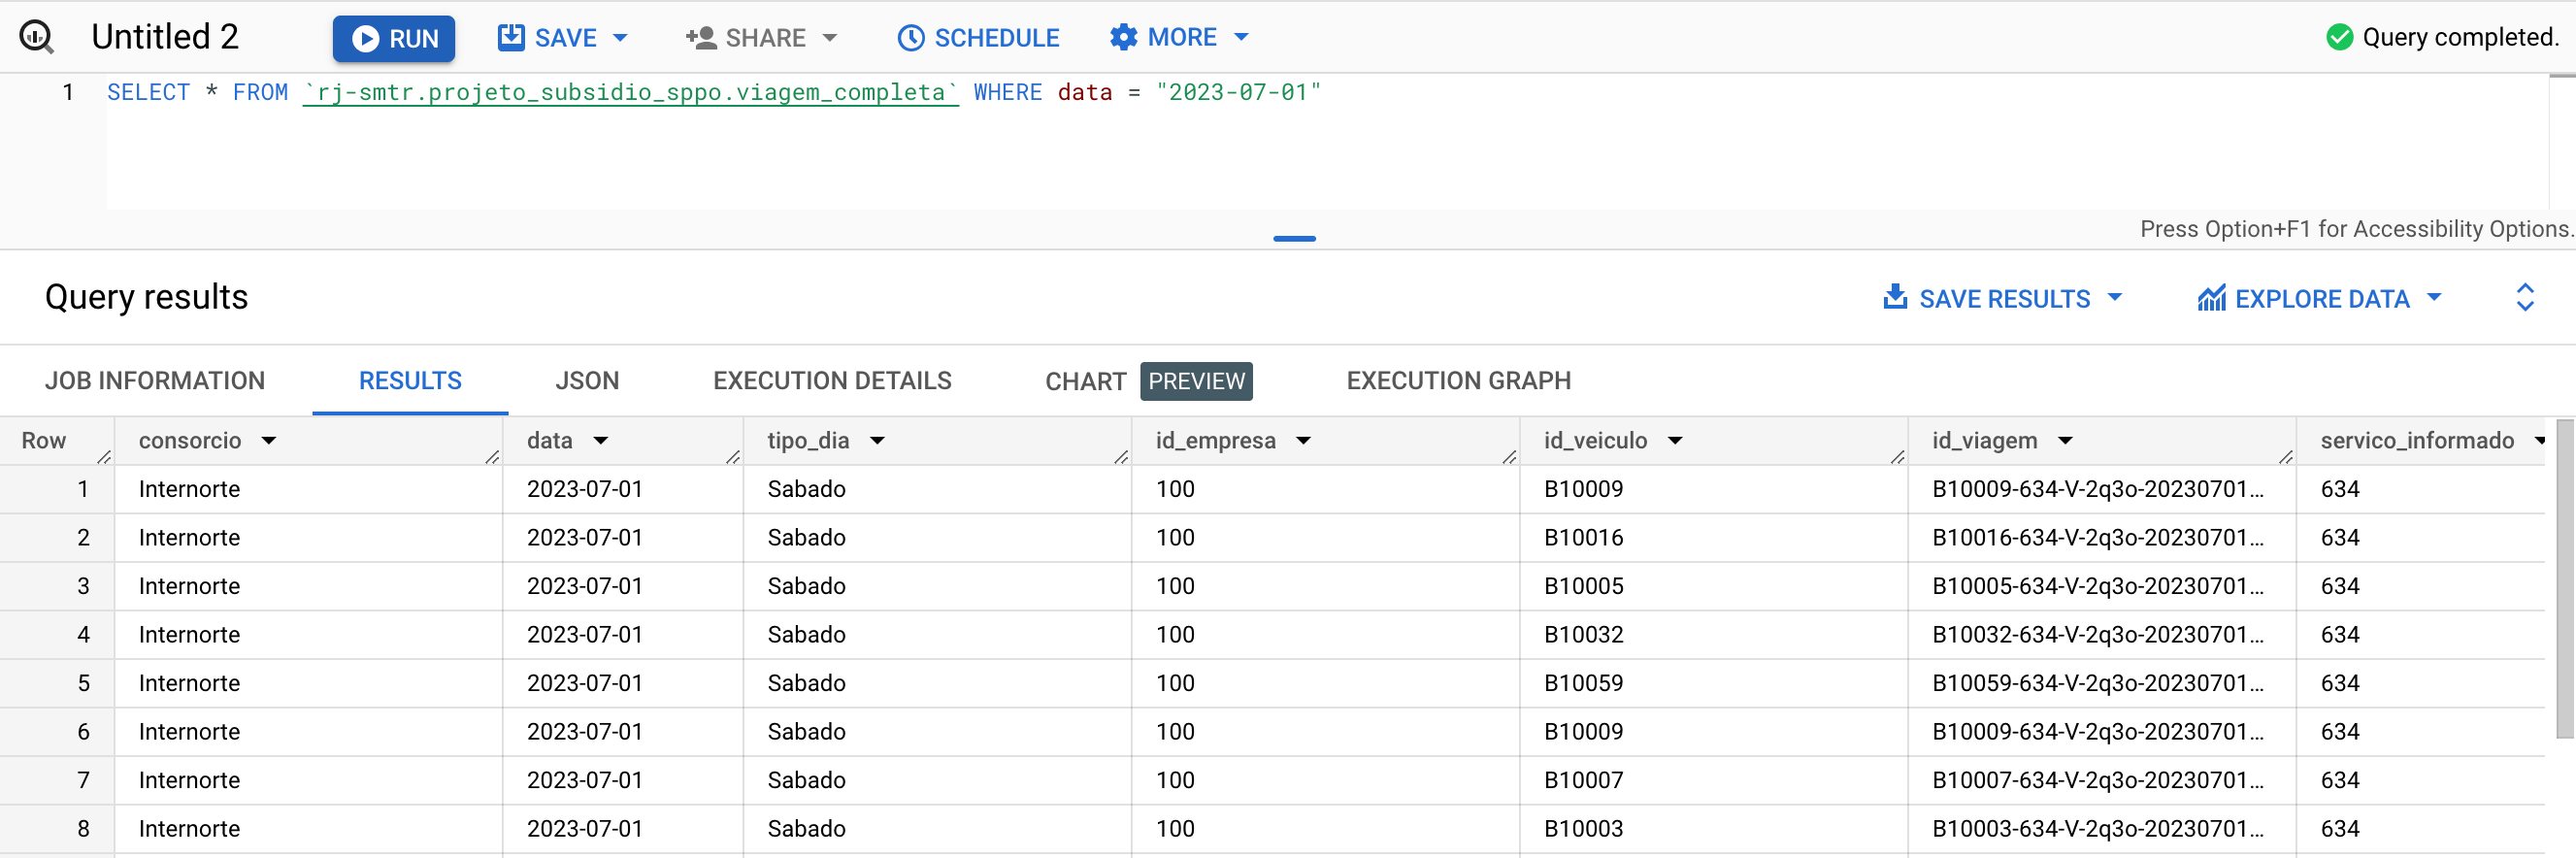 Untitled 2 RUN SAVE SHARE SCHEDULE MORE Query completed.
1 SELECT * FROM `rj-smtr.projeto_subsidio_sppo.viagem_completa` WHERE data = "2023-07-01"
Press Option+F1 for Accessibility Options.
Query results SAVE RESULTS EXPLORE DATA
JOB INFORMATION RESULTS JSON EXECUTION DETAILS CHART PREVIEW EXECUTION GRAPH
Row consorcio data tipo_dia id_empresa id_veiculo id_viagem servico_informado
1 Internorte 2023-07-01 Sabado 100 B10009 B10009-634-V-2q3o-20230701... 634
2 Internorte 2023-07-01 Sabado 100 B10016 B10016-634-V-2q3o-20230701... 634
3 Internorte 2023-07-01 Sabado 100 B10005 B10005-634-V-2q3o-20230701... 634
4 Internorte 2023-07-01 Sabado 100 B10032 B10032-634-V-2q3o-20230701... 634
5 Internorte 2023-07-01 Sabado 100 B10059 B10059-634-V-2q3o-20230701... 634
6 Internorte 2023-07-01 Sabado 100 B10009 B10009-634-V-2q3o-20230701... 634
7 Internorte 2023-07-01 Sabado 100 B10007 B10007-634-V-2q3o-20230701... 634
8 Internorte 2023-07-01 Sabado 100 B10003 B10003-634-V-2q3o-20230701... 634